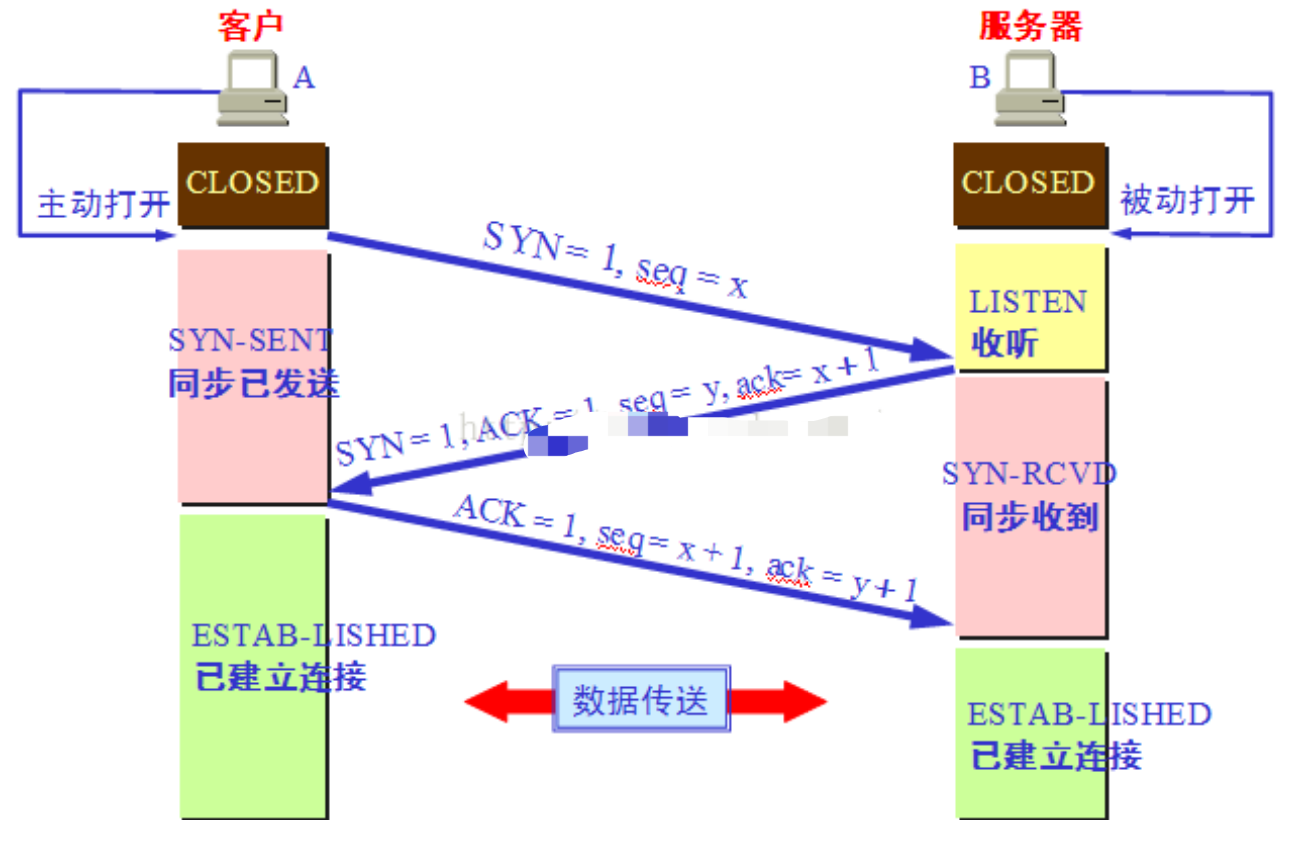 客户
服务器
A
B
CLOSED
CLOSED
主动打开
被动打开
SYN = 1, seq = x
LISTEN
收听
SYN-SENT
同步已发送
SYN = 1, ACK = 1, seq = y, ack= x + 1
SYN-RCVD
同步收到
ACK = 1, seq = x + 1, ack = y + 1
ESTAB-LISHED
已建立连接
数据传送
ESTAB-LISHED
已建立连接